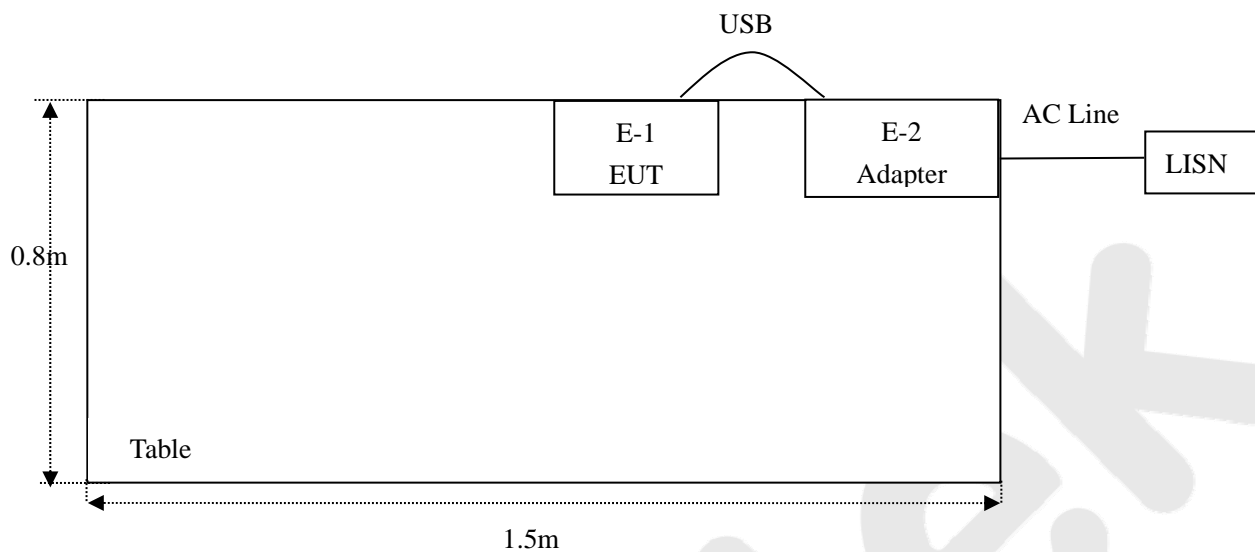 USB
E-1
EUT
E-2
Adapter
AC Line
LISN
0.8m
Table
1.5m